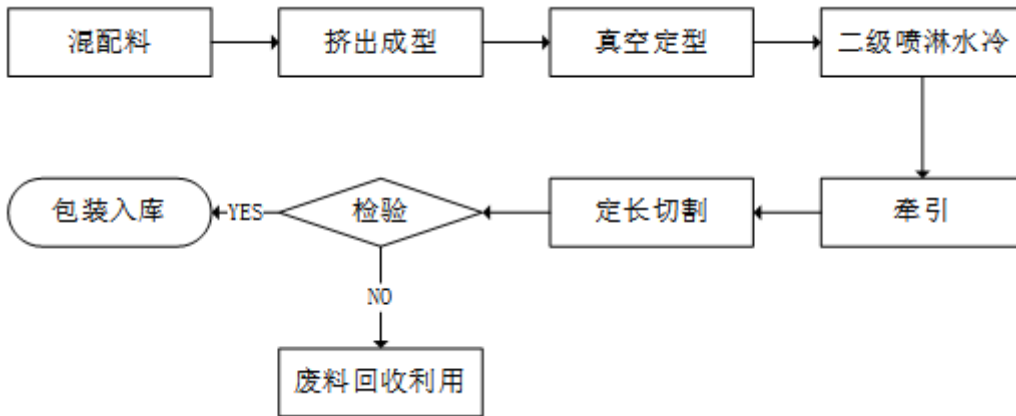 混配料
挤出成型
真空定型
二级喷淋水冷
牵引
定长切割
检验
YES
包装入库
NO
废料回收利用